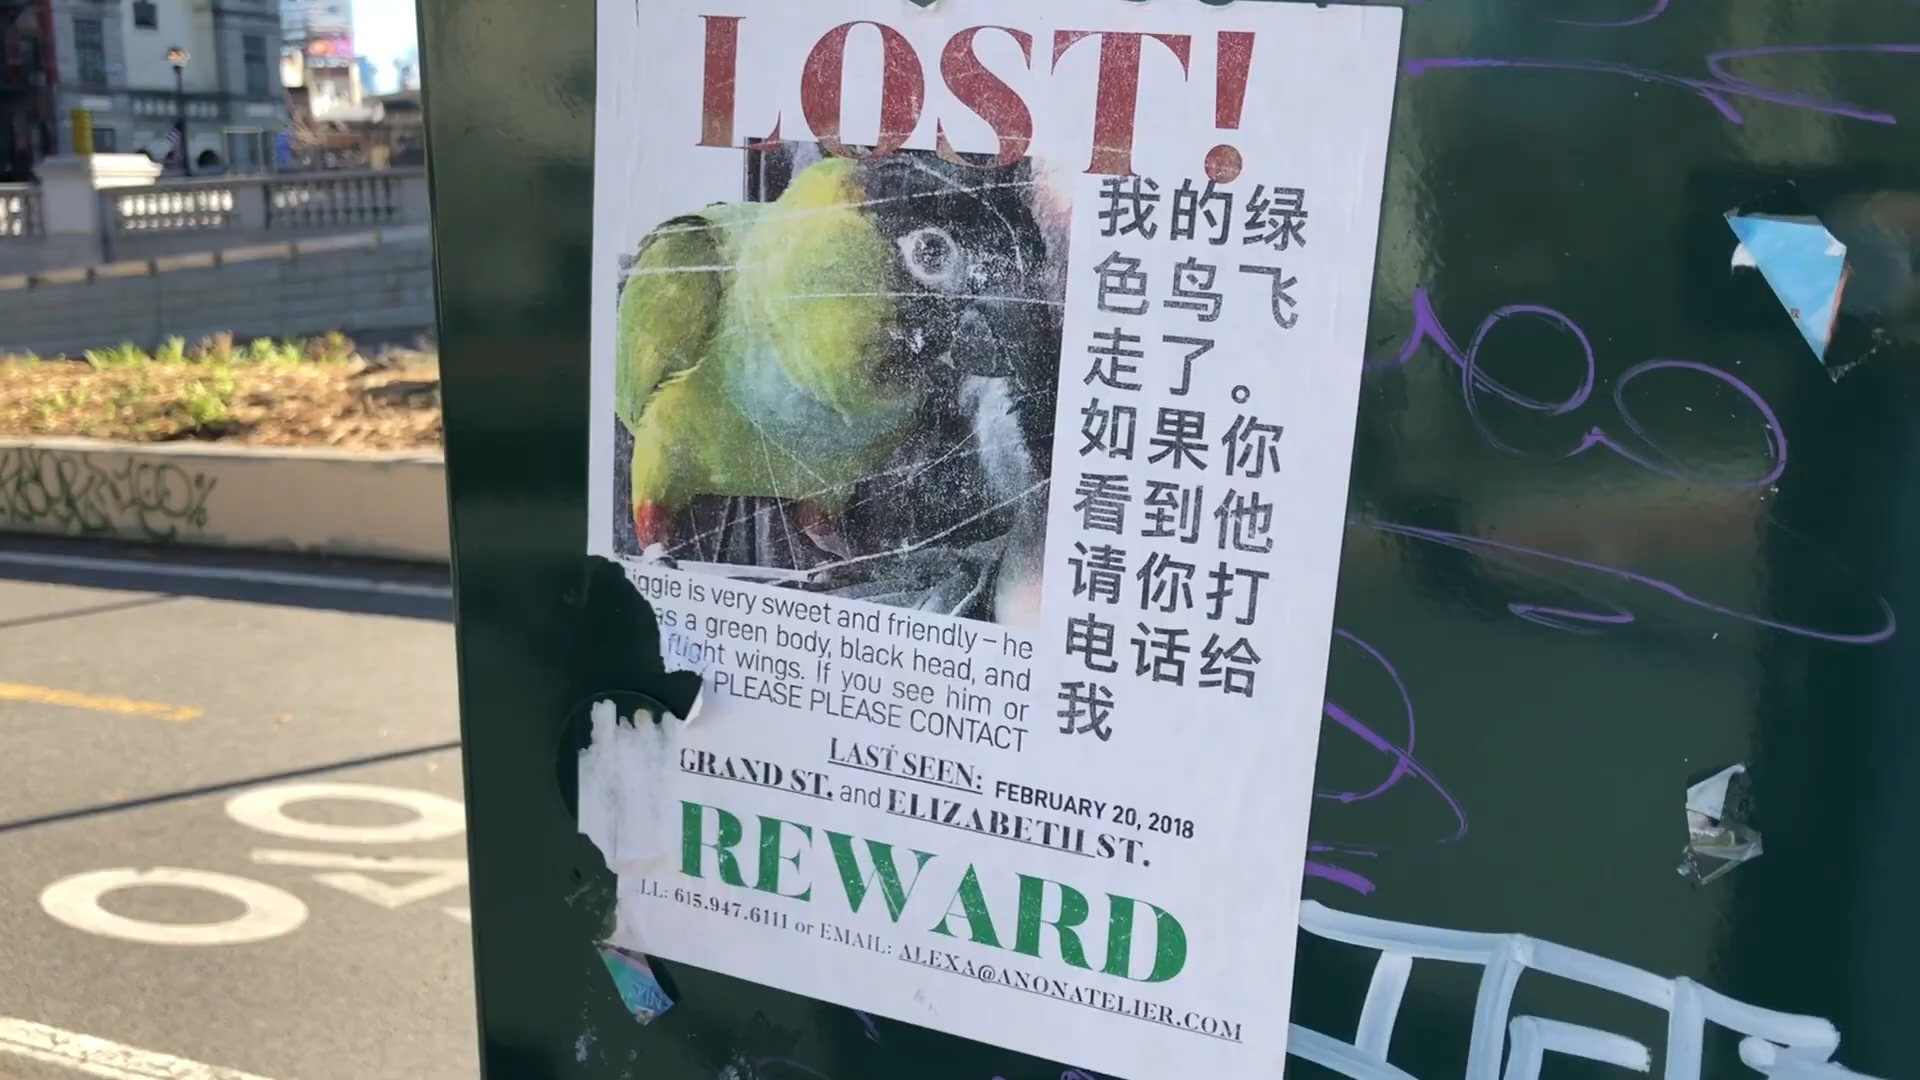 LOST!
我的绿
色鸟飞
走了。
如果你
看到他
请你打
电话给
我
iggie is very sweet and friendly – he
as a green body, black head, and
flight wings. If you see him or
PLEASE PLEASE CONTACT
LAST SEEN: FEBRUARY 20, 2018
GRAND ST. and ELIZABETH ST.
REWARD
LL: 615.947.6111 or EMAIL: ALEXA@ANONATELIER.COM